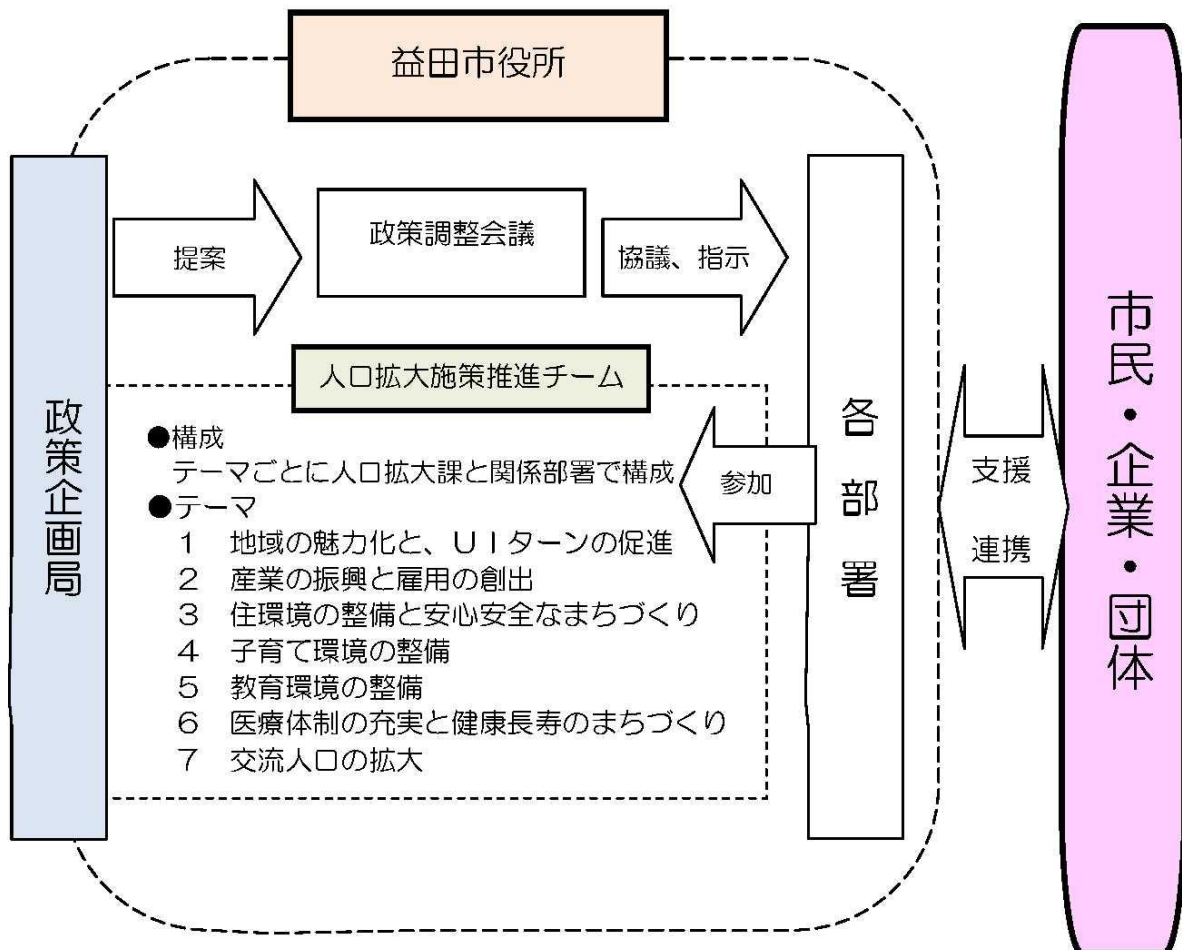 益田市役所
政策企画局
提案
政策調整会議
協議、指示
人口拡大施策推進チーム
●構成
テーマごとに人口拡大課と関係部署で構成
●テーマ
1 地域の魅力化と、UIターンの促進
2 産業の振興と雇用の創出
3 住環境の整備と安心安全なまちづくり
4 子育て環境の整備
5 教育環境の整備
6 医療体制の充実と健康長寿のまちづくり
7 交流人口の拡大
参加
各部署
支援
連携
市民・企業・団体